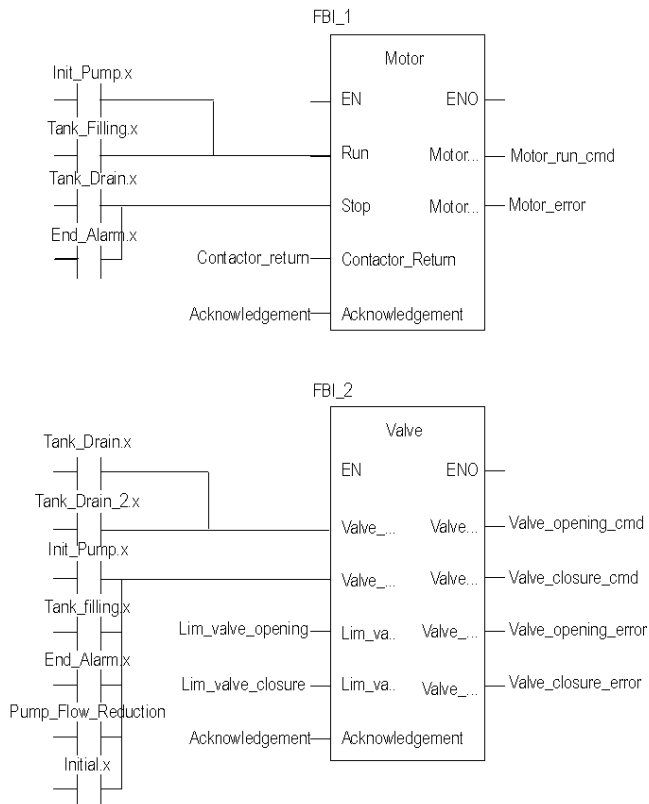 FBI_1
Motor
Init_Pump.x
EN ENO
Tank_Filling.x
Run Motor... Motor_run_cmd
Tank_Drain.x
Stop Motor... Motor_error
End_Alarm.x
Contactor_return Contactor_Return
Acknowledgement Acknowledgement
FBI_2
Valve
Tank_Drain.x
EN ENO
Tank_Drain_2.x
Valve_... Valve... Valve_opening_cmd
Init_Pump.x
Valve_... Valve... Valve_closure_cmd
Tank_filling.x
Lim_valve_opening Lim_va.. Valve_... Valve_opening_error
End_Alarm.x
Lim_valve_closure Lim_va.. Valve_... Valve_closure_error
Pump_Flow_Reduction
Acknowledgement Acknowledgement
Initial.x